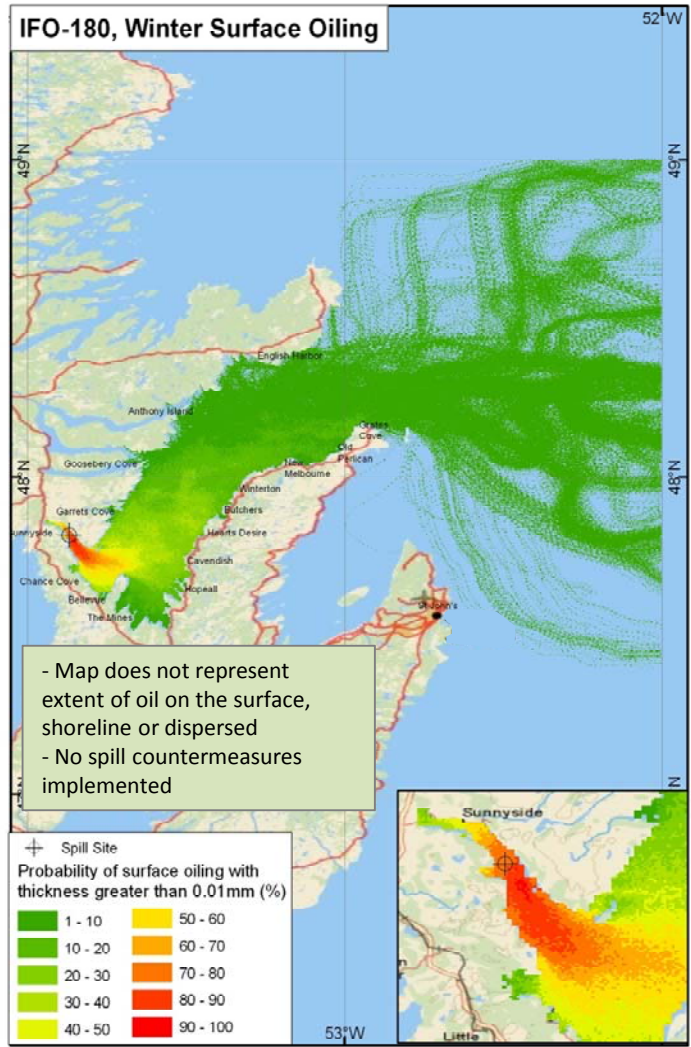 IFO-180, Winter Surface Oiling
52°W
49°N
49°N
English Harbor
Anthony Island
Grates
Cove
Old
Perlican
Goosebery Cove
New
Melbourne
48°N
48°N
Winterton
Garrets Cove
Butchers
Sunnyside
Hearts Desire
Chance Cove
Cavendish
Hopeall
Bellevue
The Mines
St John's
- Map does not represent
extent of oil on the surface,
shoreline or dispersed
- No spill countermeasures
implemented
N
Sunnyside
Little
Spill Site
Probability of surface oiling with
thickness greater than 0.01mm (%)
1 - 10
10 - 20
20 - 30
30 - 40
40 - 50
50 - 60
60 - 70
70 - 80
80 - 90
90 - 100
53°W